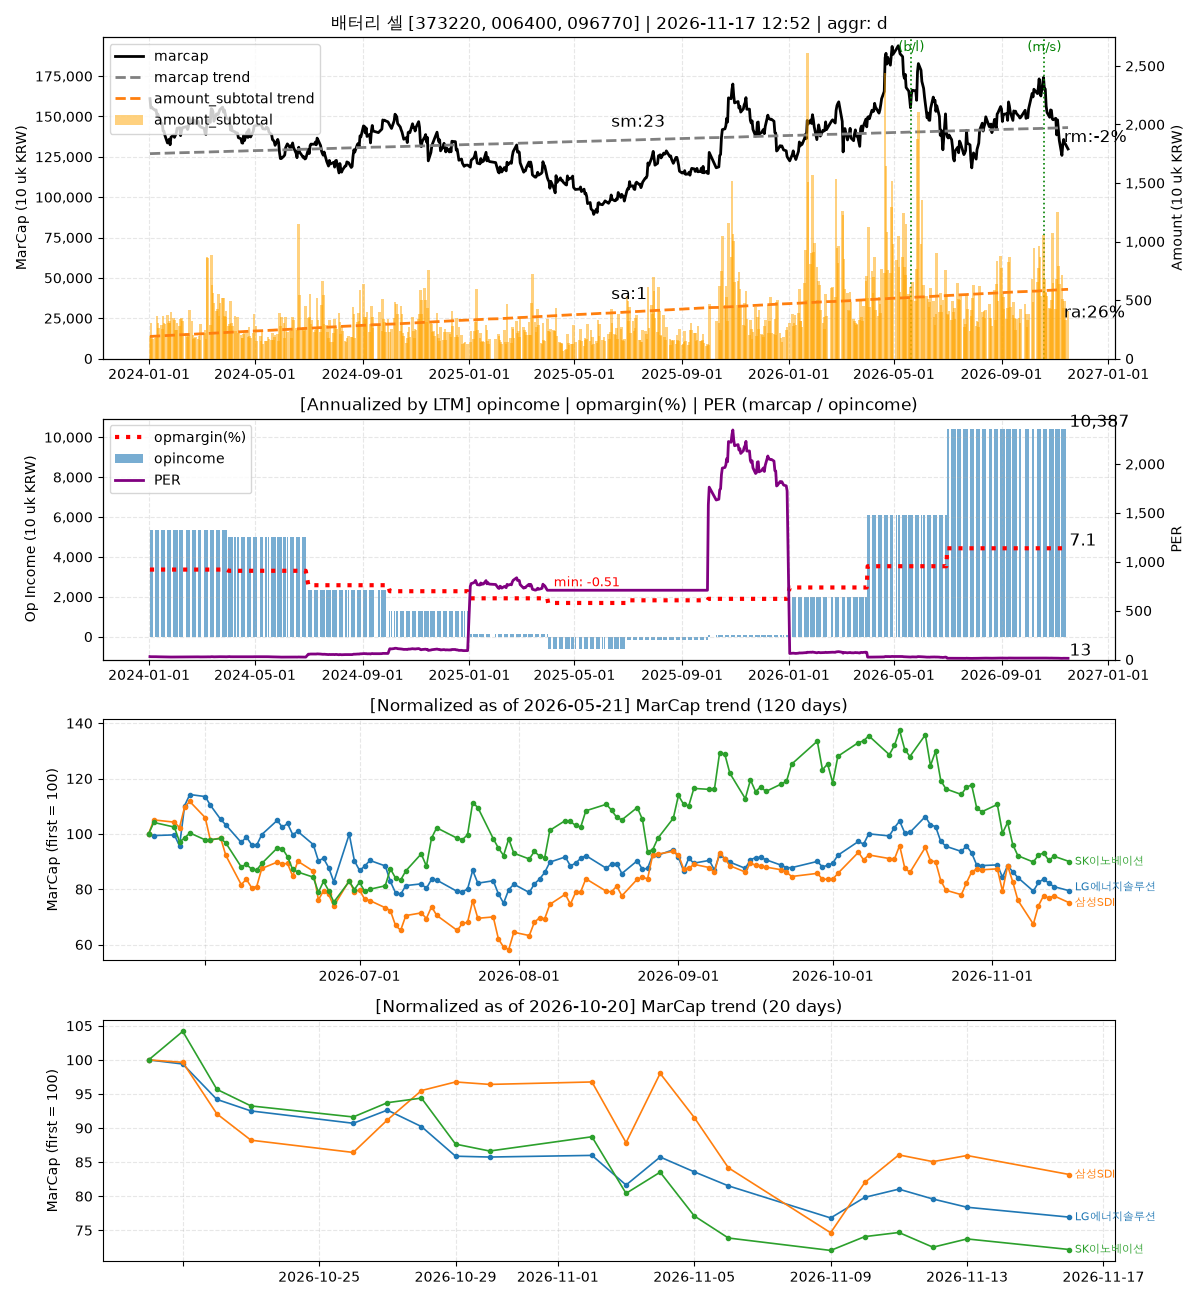 배터리 셀 [373220, 006400, 096770] | 2026-11-17 12:52 | aggr: d
marcap
marcap trend
amount_subtotal trend
amount_subtotal
(b/l)
(m/s)
sm:23
rm:-2%
sa:1
ra:26%
MarCap (10 uk KRW)
175,000
150,000
125,000
100,000
75,000
50,000
25,000
0
Amount (10 uk KRW)
2,500
2,000
1,500
1,000
500
0
2024-01-01 2024-05-01 2024-09-01 2025-01-01 2025-05-01 2025-09-01 2026-01-01 2026-05-01 2026-09-01 2027-01-01
[Annualized by LTM] opincome | opmargin(%) | PER (marcap / opincome)
opmargin(%)
opincome
PER
10,387
7.1
13
min: -0.51
Op Income (10 uk KRW)
10,000
8,000
6,000
4,000
2,000
0
PER
2,000
1,500
1,000
500
0
2024-01-01 2024-05-01 2024-09-01 2025-01-01 2025-05-01 2025-09-01 2026-01-01 2026-05-01 2026-09-01 2027-01-01
[Normalized as of 2026-05-21] MarCap trend (120 days)
MarCap (first = 100)
140
120
100
80
60
SK이노베이션
LG에너지솔루션
삼성SDI
2026-07-01 2026-08-01 2026-09-01 2026-10-01 2026-11-01
[Normalized as of 2026-10-20] MarCap trend (20 days)
MarCap (first = 100)
105
100
95
90
85
80
75
삼성SDI
LG에너지솔루션
SK이노베이션
2026-10-25 2026-10-29 2026-11-01 2026-11-05 2026-11-09 2026-11-13 2026-11-17